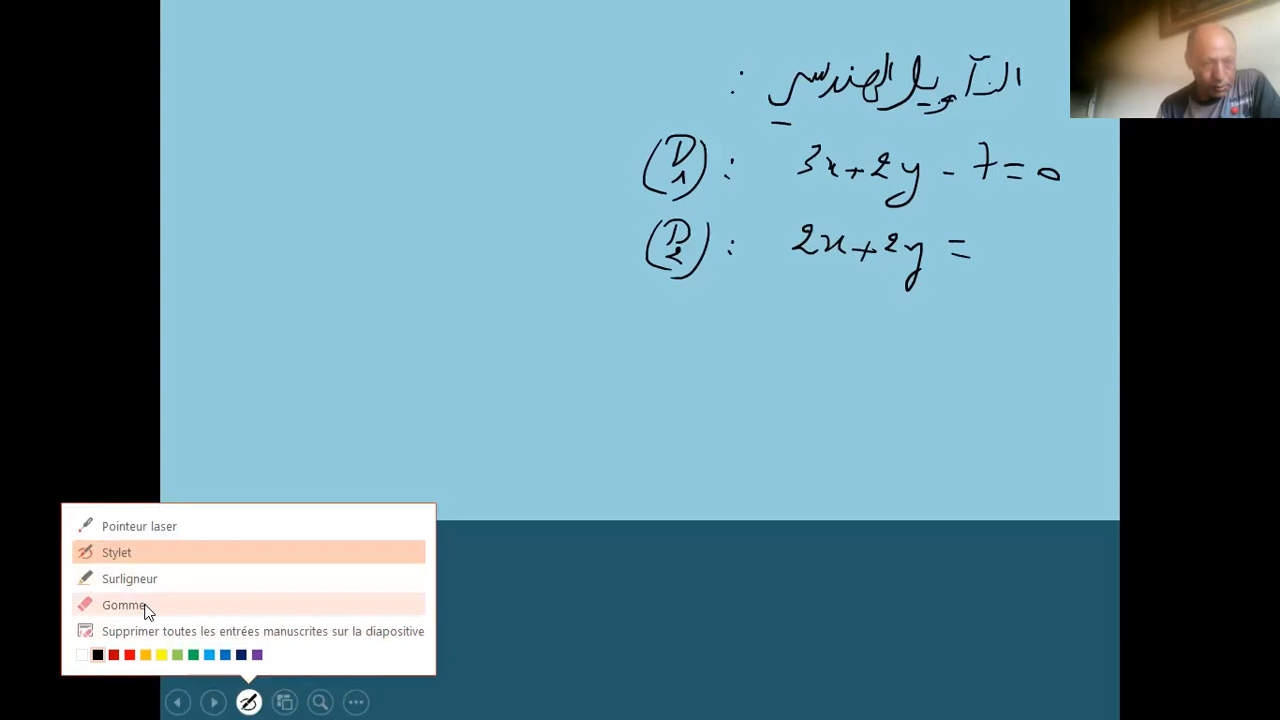 التأويل الهندسي :
(D1) : 3x+2y-7=0
(D2) : 2x+2y=
Pointeur laser
Stylet
Surligneur
Gomme
Supprimer toutes les entrées manuscrites sur la diapositive